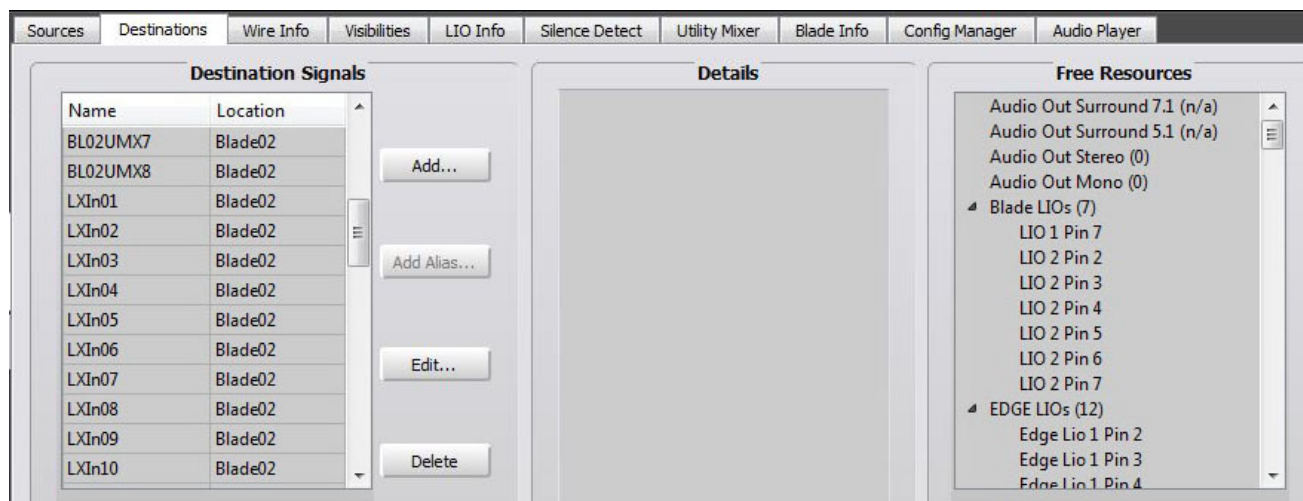 Sources Destinations Wire Info Visibilities LIO Info Silence Detect Utility Mixer Blade Info Config Manager Audio Player
Destination Signals
Name Location
BL02UMX7 Blade02
BL02UMX8 Blade02
LXIn01 Blade02
LXIn02 Blade02
LXIn03 Blade02
LXIn04 Blade02
LXIn05 Blade02
LXIn06 Blade02
LXIn07 Blade02
LXIn08 Blade02
LXIn09 Blade02
LXIn10 Blade02
Add...
Add Alias...
Edit...
Delete
Details
Free Resources
Audio Out Surround 7.1 (n/a)
Audio Out Surround 5.1 (n/a)
Audio Out Stereo (0)
Audio Out Mono (0)
Blade LIOs (7)
LIO 1 Pin 7
LIO 2 Pin 2
LIO 2 Pin 3
LIO 2 Pin 4
LIO 2 Pin 5
LIO 2 Pin 6
LIO 2 Pin 7
EDGE LIOs (12)
Edge Lio 1 Pin 2
Edge Lio 1 Pin 3
Edge Lio 1 Pin 4